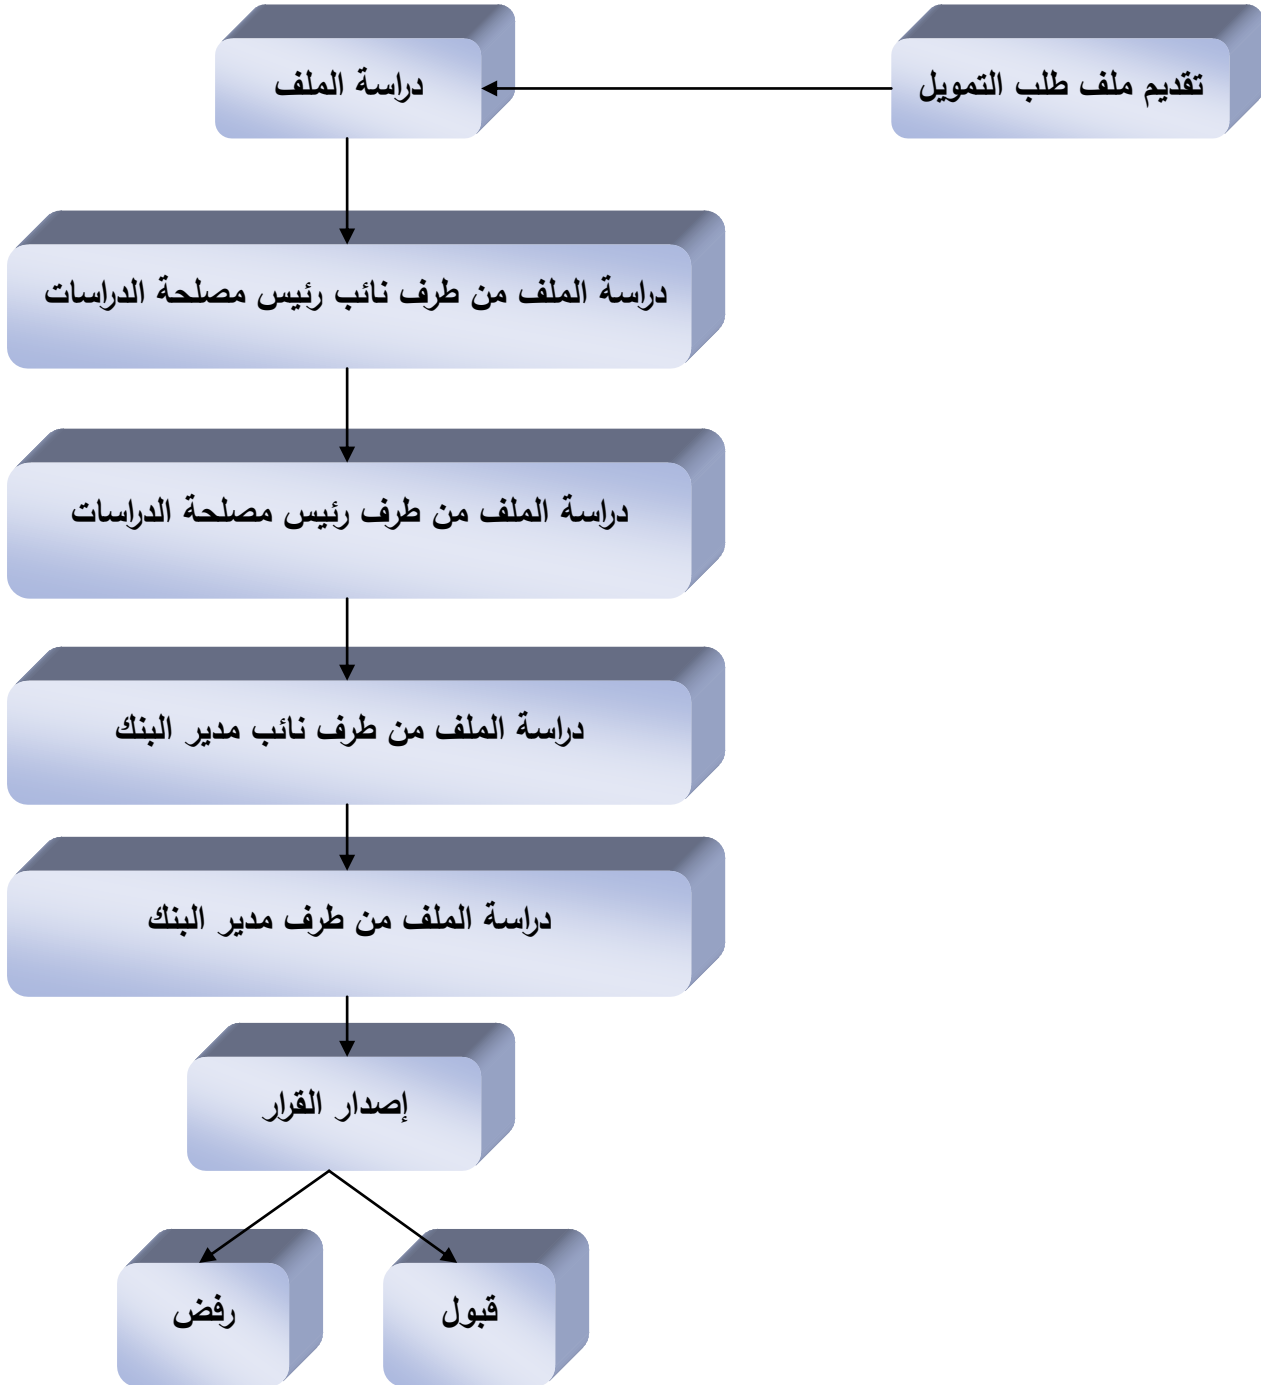 تقديم ملف طلب التمويل
دراسة الملف
دراسة الملف من طرف نائب رئيس مصلحة الدراسات
دراسة الملف من طرف رئيس مصلحة الدراسات
دراسة الملف من طرف نائب مدير البنك
دراسة الملف من طرف مدير البنك
إصدار القرار
قبول
رفض